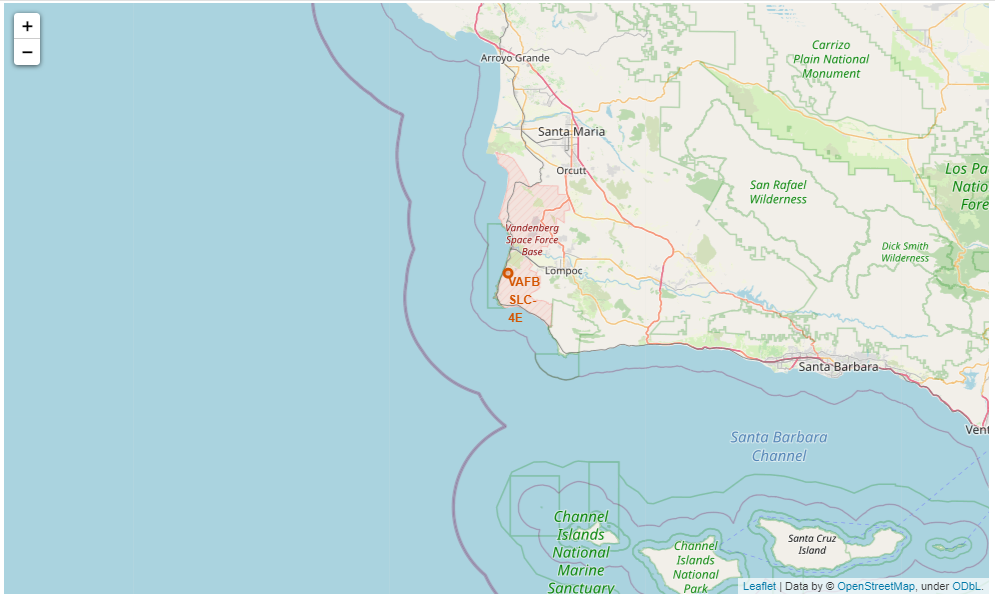 +
−
Arroyo Grande
Carrizo
Plain National
Monument
Santa Maria
Orcutt
San Rafael
Wilderness
Los Pa
Natio
Fore
Vandenberg
Space Force
Base
Dick Smith
Wilderness
Lompoc
VAFB
SLC-
4E
Santa Barbara
Vent
Santa Barbara
Channel
Channel
Islands
National
Marine
Sanctuary
Channel
Islands
National
Park
Santa Cruz
Island
Leaflet | Data by © OpenStreetMap, under ODbL.